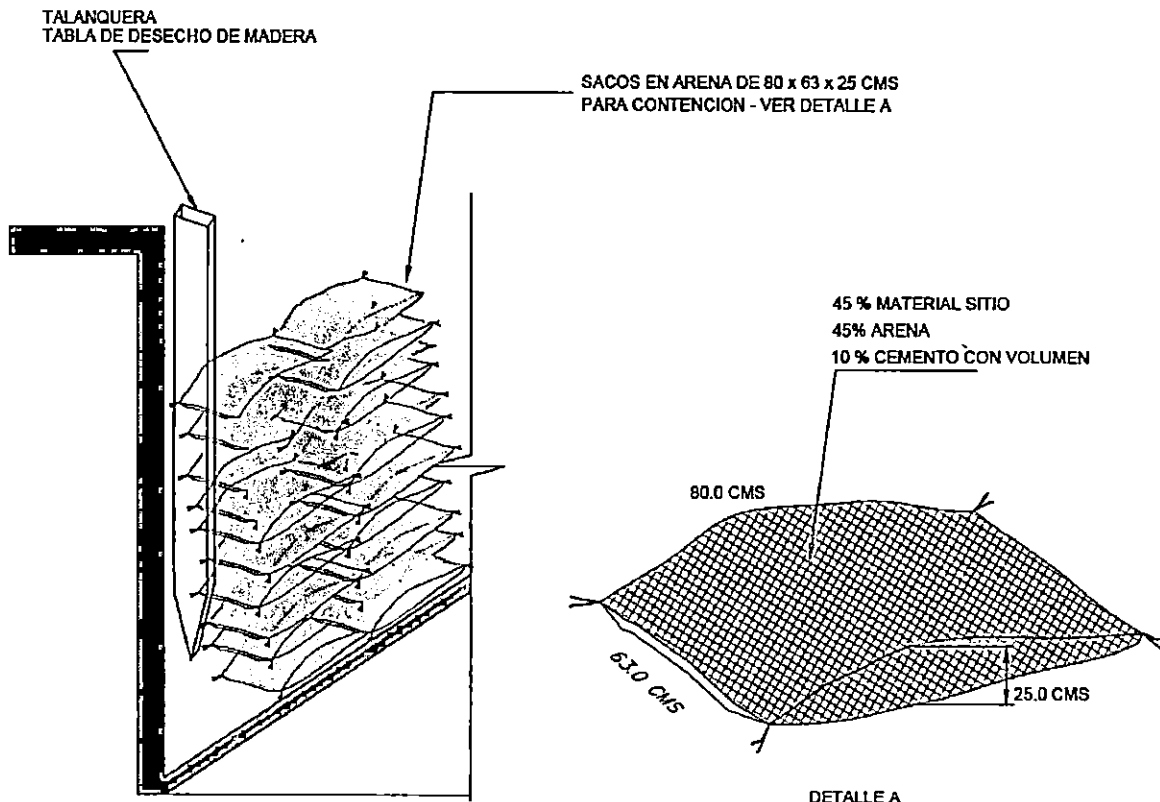 TALANQUERA
TABLA DE DESECHO DE MADERA
SACOS EN ARENA DE 80 x 63 x 25 CMS
PARA CONTENCION - VER DETALLE A
45 % MATERIAL SITIO
45% ARENA
10 % CEMENTO CON VOLUMEN
80.0 CMS
63.0 CMS
25.0 CMS
DETALLE A